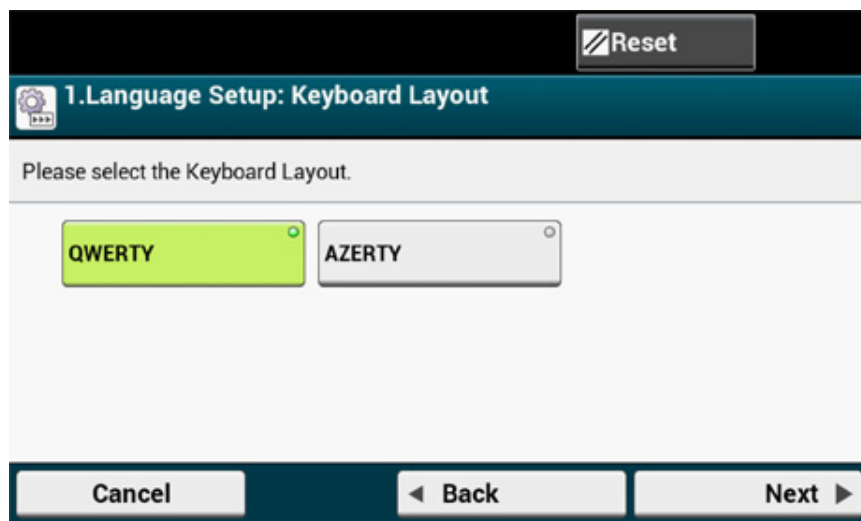 Reset
1.Language Setup: Keyboard Layout
Please select the Keyboard Layout.
QWERTY AZERTY
Cancel Back Next